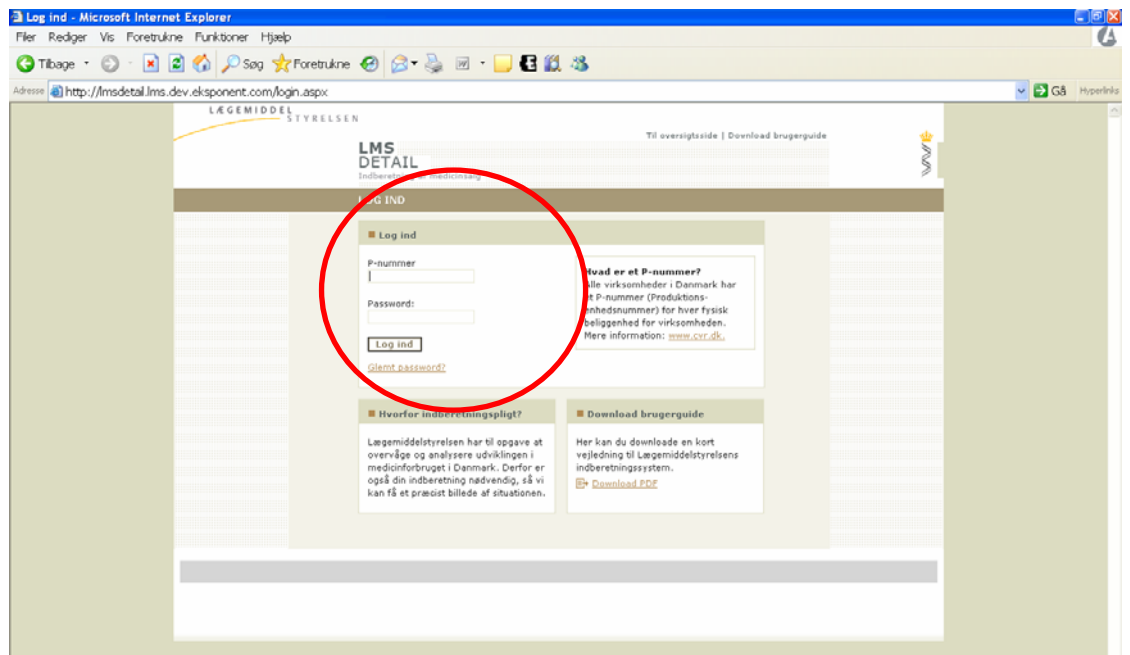 Log ind - Microsoft Internet Explorer
Filer Rediger Vis Foretrukne Funktioner Hjælp
Tilbage Søg Foretrukne
Adresse http://lmsdetail.lms.dev.eksponent.com/login.aspx Gå Hyperlinks
LÆGEMIDDEL
STYRELSEN
Til oversigtsside | Download brugerguide
LMS
DETAIL
Indberetning af medicinsalg
LOG IND
Log ind
P-nummer
Password:
Log ind
Glemt password?
Hvad er et P-nummer?
Alle virksomheder i Danmark har
et P-nummer (Produktions-
enhedsnummer) for hver fysisk
beliggenhed for virksomheden.
Mere information: www.cvr.dk.
Hvorfor indberetningspligt?
Lægemiddelstyrelsen har til opgave at
overvåge og analysere udviklingen i
medicinforbruget i Danmark. Derfor er
også din indberetning nødvendig, så vi
kan få et præcist billede af situationen.
Download brugerguide
Her kan du downloade en kort
vejledning til Lægemiddelstyrelsens
indberetningssystem.
Download PDF